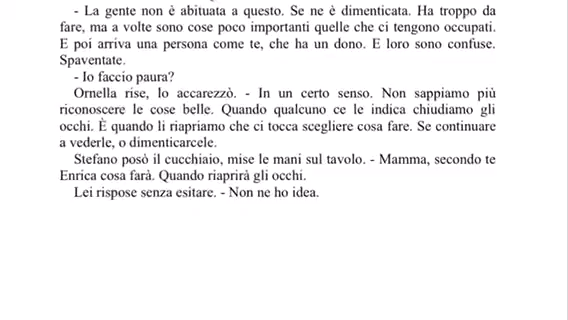 - La gente non è abituata a questo. Se ne è dimenticata. Ha troppo da
fare, ma a volte sono cose poco importanti quelle che ci tengono occupati.
E poi arriva una persona come te, che ha un dono. E loro sono confuse.
Spaventate.
- Io faccio paura?
Ornella rise, lo accarezzò. - In un certo senso. Non sappiamo più
riconoscere le cose belle. Quando qualcuno ce le indica chiudiamo gli
occhi. È quando li riapriamo che ci tocca scegliere cosa fare. Se continuare
a vederle, o dimenticarcele.
Stefano posò il cucchiaio, mise le mani sul tavolo. - Mamma, secondo te
Enrica cosa farà. Quando riaprirà gli occhi.
Lei rispose senza esitare. - Non ne ho idea.